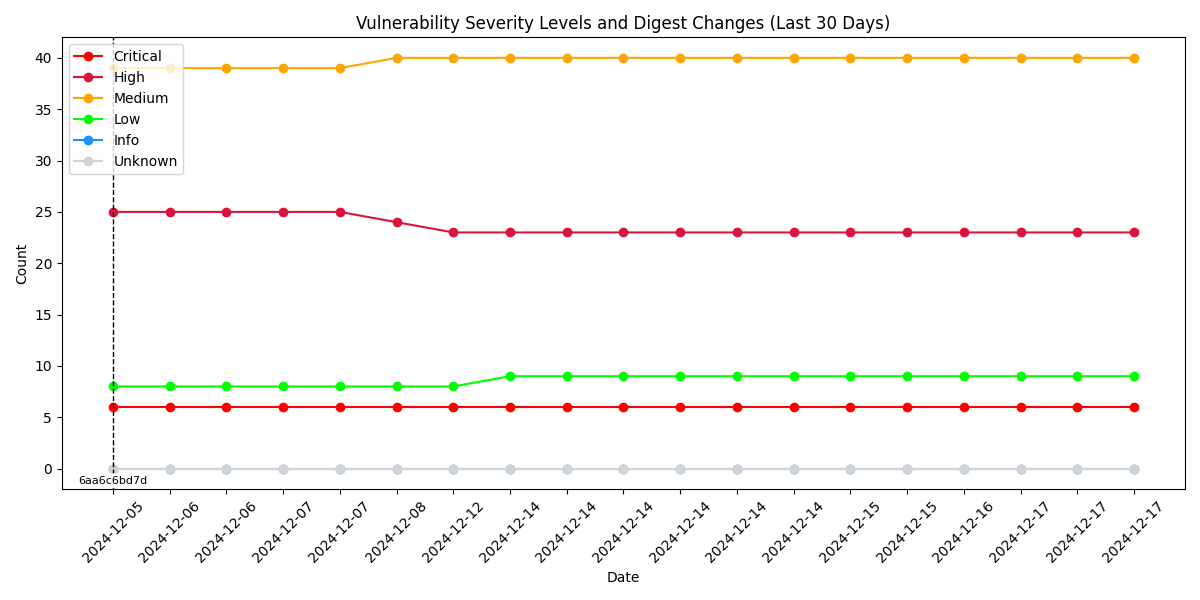 Vulnerability Severity Levels and Digest Changes (Last 30 Days)
Critical
High
Medium
Low
Info
Unknown
Count
40
35
30
25
20
15
10
5
0
6aa6c6bd7d
2024-12-05
2024-12-06
2024-12-06
2024-12-07
2024-12-07
2024-12-08
2024-12-12
2024-12-14
2024-12-14
2024-12-14
2024-12-14
2024-12-14
2024-12-14
2024-12-15
2024-12-15
2024-12-16
2024-12-17
2024-12-17
2024-12-17
Date